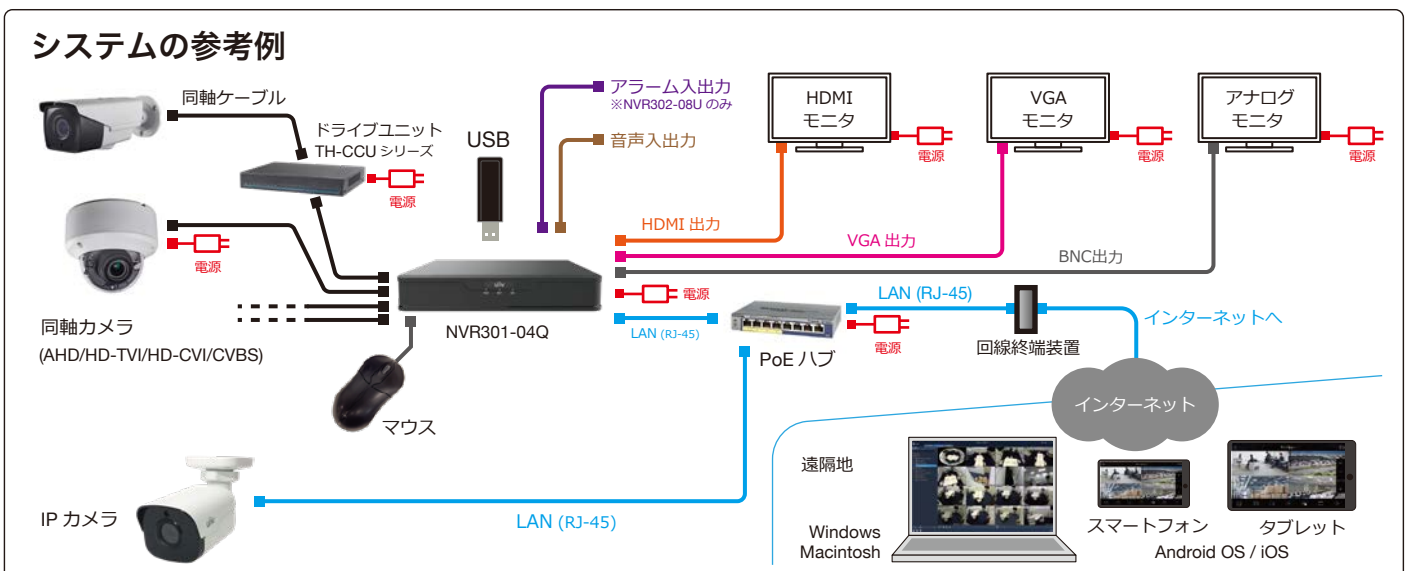 システムの参考例
同軸ケーブル
ドライブユニット
TH-CCU シリーズ
電源
USB
アラーム入出力
※NVR302-08U のみ
音声入出力
HDMI
モニタ
電源
VGA
モニタ
電源
アナログ
モニタ
電源
HDMI 出力
VGA 出力
BNC出力
電源
同軸カメラ
(AHD/HD-TVI/HD-CVI/CVBS)
NVR301-04Q
電源
LAN (RJ-45)
マウス
PoE ハブ
電源
LAN (RJ-45)
回線終端装置
インターネットへ
インターネット
IP カメラ
LAN (RJ-45)
遠隔地
Windows
Macintosh
スマートフォン
タブレット
Android OS / iOS